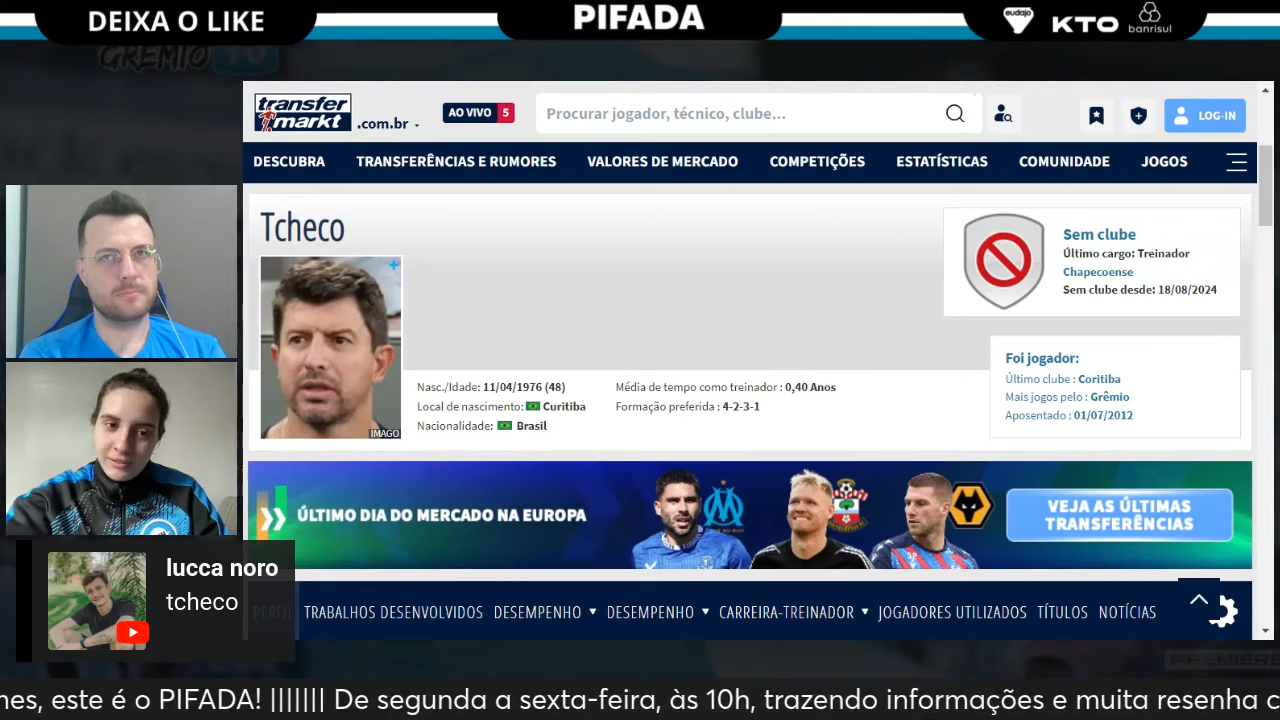 DEIXA O LIKE
PIFADA
eudajo
KTO
banrisul
GRÊMIO
transfer
markt
.com.br
AO VIVO 5
Procurar jogador, técnico, clube...
LOG-IN
DESCUBRA
TRANSFERÊNCIAS E RUMORES
VALORES DE MERCADO
COMPETIÇÕES
ESTATÍSTICAS
COMUNIDADE
JOGOS
Tcheco
Sem clube
Último cargo: Treinador
Chapecoense
Sem clube desde: 18/08/2024
Foi jogador:
Último clube : Coritiba
Mais jogos pelo : Grêmio
Aposentado : 01/07/2012
IMAGO
Nasc./Idade: 11/04/1976 (48)
Local de nascimento: Curitiba
Nacionalidade: Brasil
Média de tempo como treinador : 0,40 Anos
Formação preferida : 4-2-3-1
ÚLTIMO DIA DO MERCADO NA EUROPA
VEJA AS ÚLTIMAS
TRANSFERÊNCIAS
lucca noro
tcheco
PERFIL TRABALHOS DESENVOLVIDOS DESEMPENHO DESEMPENHO CARREIRA-TREINADOR JOGADORES UTILIZADOS TÍTULOS NOTÍCIAS
PREMIERE
nes, este é o PIFADA! ||||||| De segunda a sexta-feira, às 10h, trazendo informações e muita resenha c